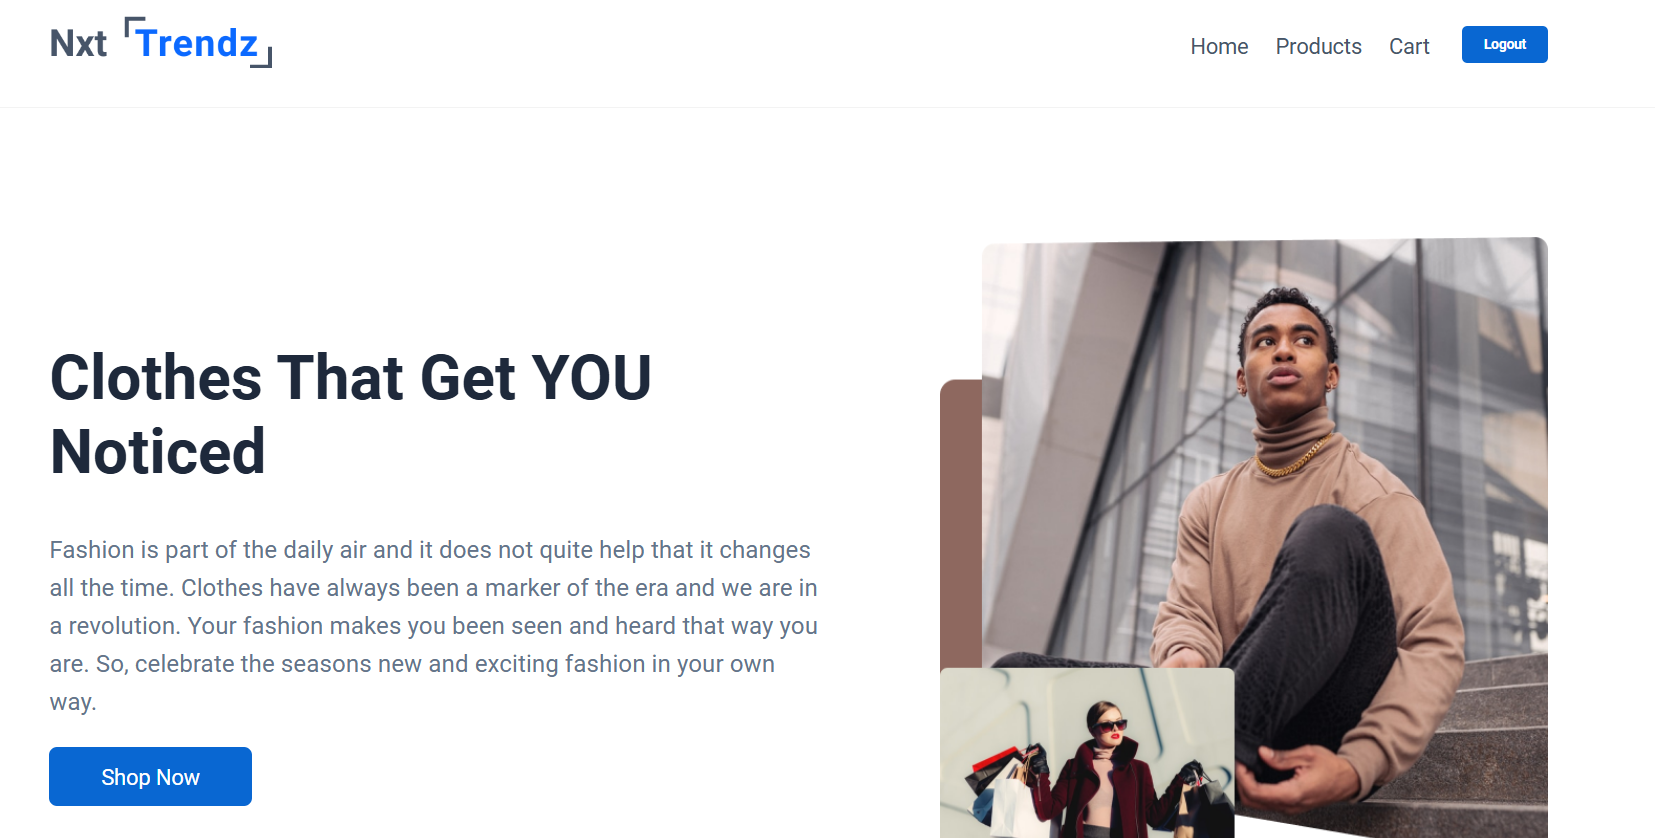 Nxt Trendz
Home Products Cart Logout
Clothes That Get YOU
Noticed
Fashion is part of the daily air and it does not quite help that it changes
all the time. Clothes have always been a marker of the era and we are in
a revolution. Your fashion makes you been seen and heard that way you
are. So, celebrate the seasons new and exciting fashion in your own
way.
Shop Now